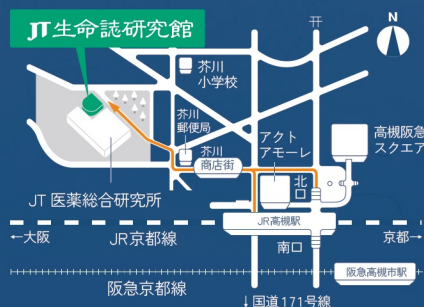 JT生命誌研究館
N
芥川
小学校
芥川
郵便局
アクト
アモーレ
高槻阪急
スクエア
芥川
商店街
北
口
JT 医薬総合研究所
JR高槻駅
←大阪
JR京都線
南口
京都→
阪急高槻市駅
阪急京都線
↓国道171号線